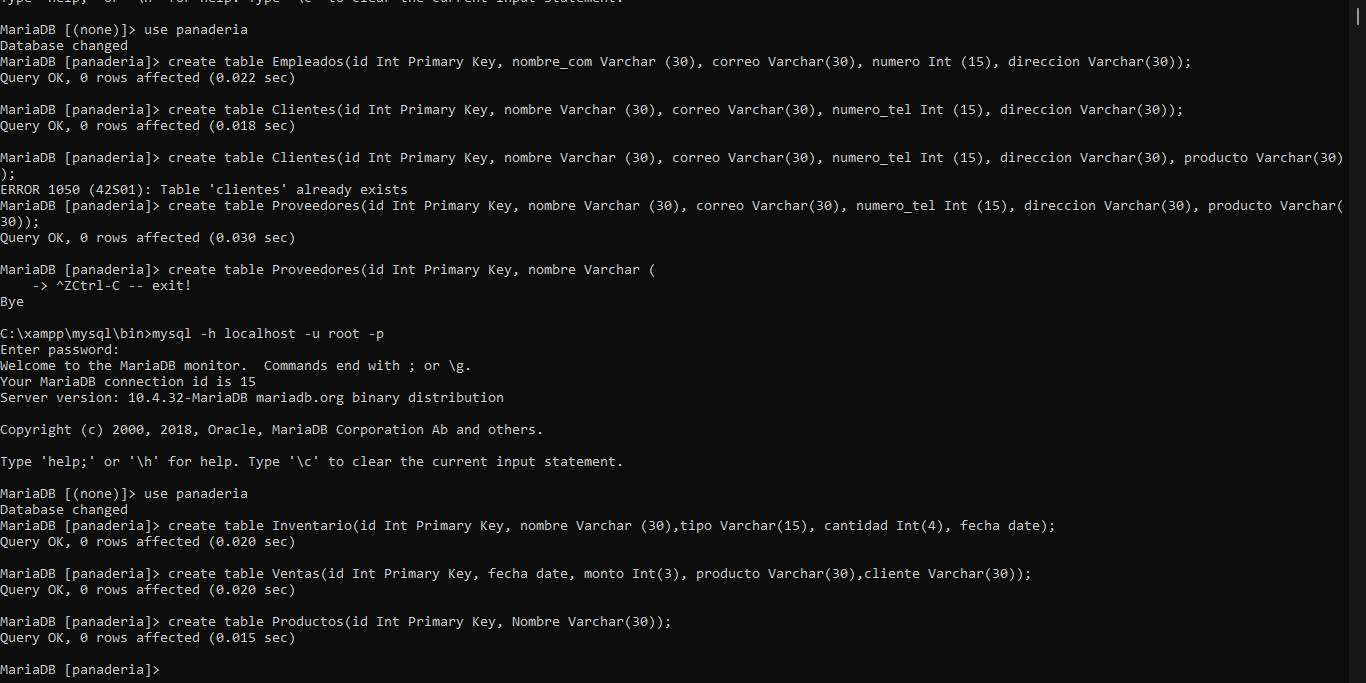 Type 'help;' or '\h' for help. Type '\c' to clear the current input statement.
MariaDB [(none)]> use panaderia
Database changed
MariaDB [panaderia]> create table Empleados(id Int Primary Key, nombre_com Varchar (30), correo Varchar(30), numero Int (15), direccion Varchar(30));
Query OK, 0 rows affected (0.022 sec)
MariaDB [panaderia]> create table Clientes(id Int Primary Key, nombre Varchar (30), correo Varchar(30), numero_tel Int (15), direccion Varchar(30));
Query OK, 0 rows affected (0.018 sec)
MariaDB [panaderia]> create table Clientes(id Int Primary Key, nombre Varchar (30), correo Varchar(30), numero_tel Int (15), direccion Varchar(30), producto Varchar(30)
);
ERROR 1050 (42S01): Table 'clientes' already exists
MariaDB [panaderia]> create table Proveedores(id Int Primary Key, nombre Varchar (30), correo Varchar(30), numero_tel Int (15), direccion Varchar(30), producto Varchar(
30));
Query OK, 0 rows affected (0.030 sec)
MariaDB [panaderia]> create table Proveedores(id Int Primary Key, nombre Varchar (
    -> ^ZCtrl-C -- exit!
Bye
C:\xampp\mysql\bin>mysql -h localhost -u root -p
Enter password:
Welcome to the MariaDB monitor.  Commands end with ; or \g.
Your MariaDB connection id is 15
Server version: 10.4.32-MariaDB mariadb.org binary distribution
Copyright (c) 2000, 2018, Oracle, MariaDB Corporation Ab and others.
Type 'help;' or '\h' for help. Type '\c' to clear the current input statement.
MariaDB [(none)]> use panaderia
Database changed
MariaDB [panaderia]> create table Inventario(id Int Primary Key, nombre Varchar (30),tipo Varchar(15), cantidad Int(4), fecha date);
Query OK, 0 rows affected (0.020 sec)
MariaDB [panaderia]> create table Ventas(id Int Primary Key, fecha date, monto Int(3), producto Varchar(30),cliente Varchar(30));
Query OK, 0 rows affected (0.020 sec)
MariaDB [panaderia]> create table Productos(id Int Primary Key, Nombre Varchar(30));
Query OK, 0 rows affected (0.015 sec)
MariaDB [panaderia]>